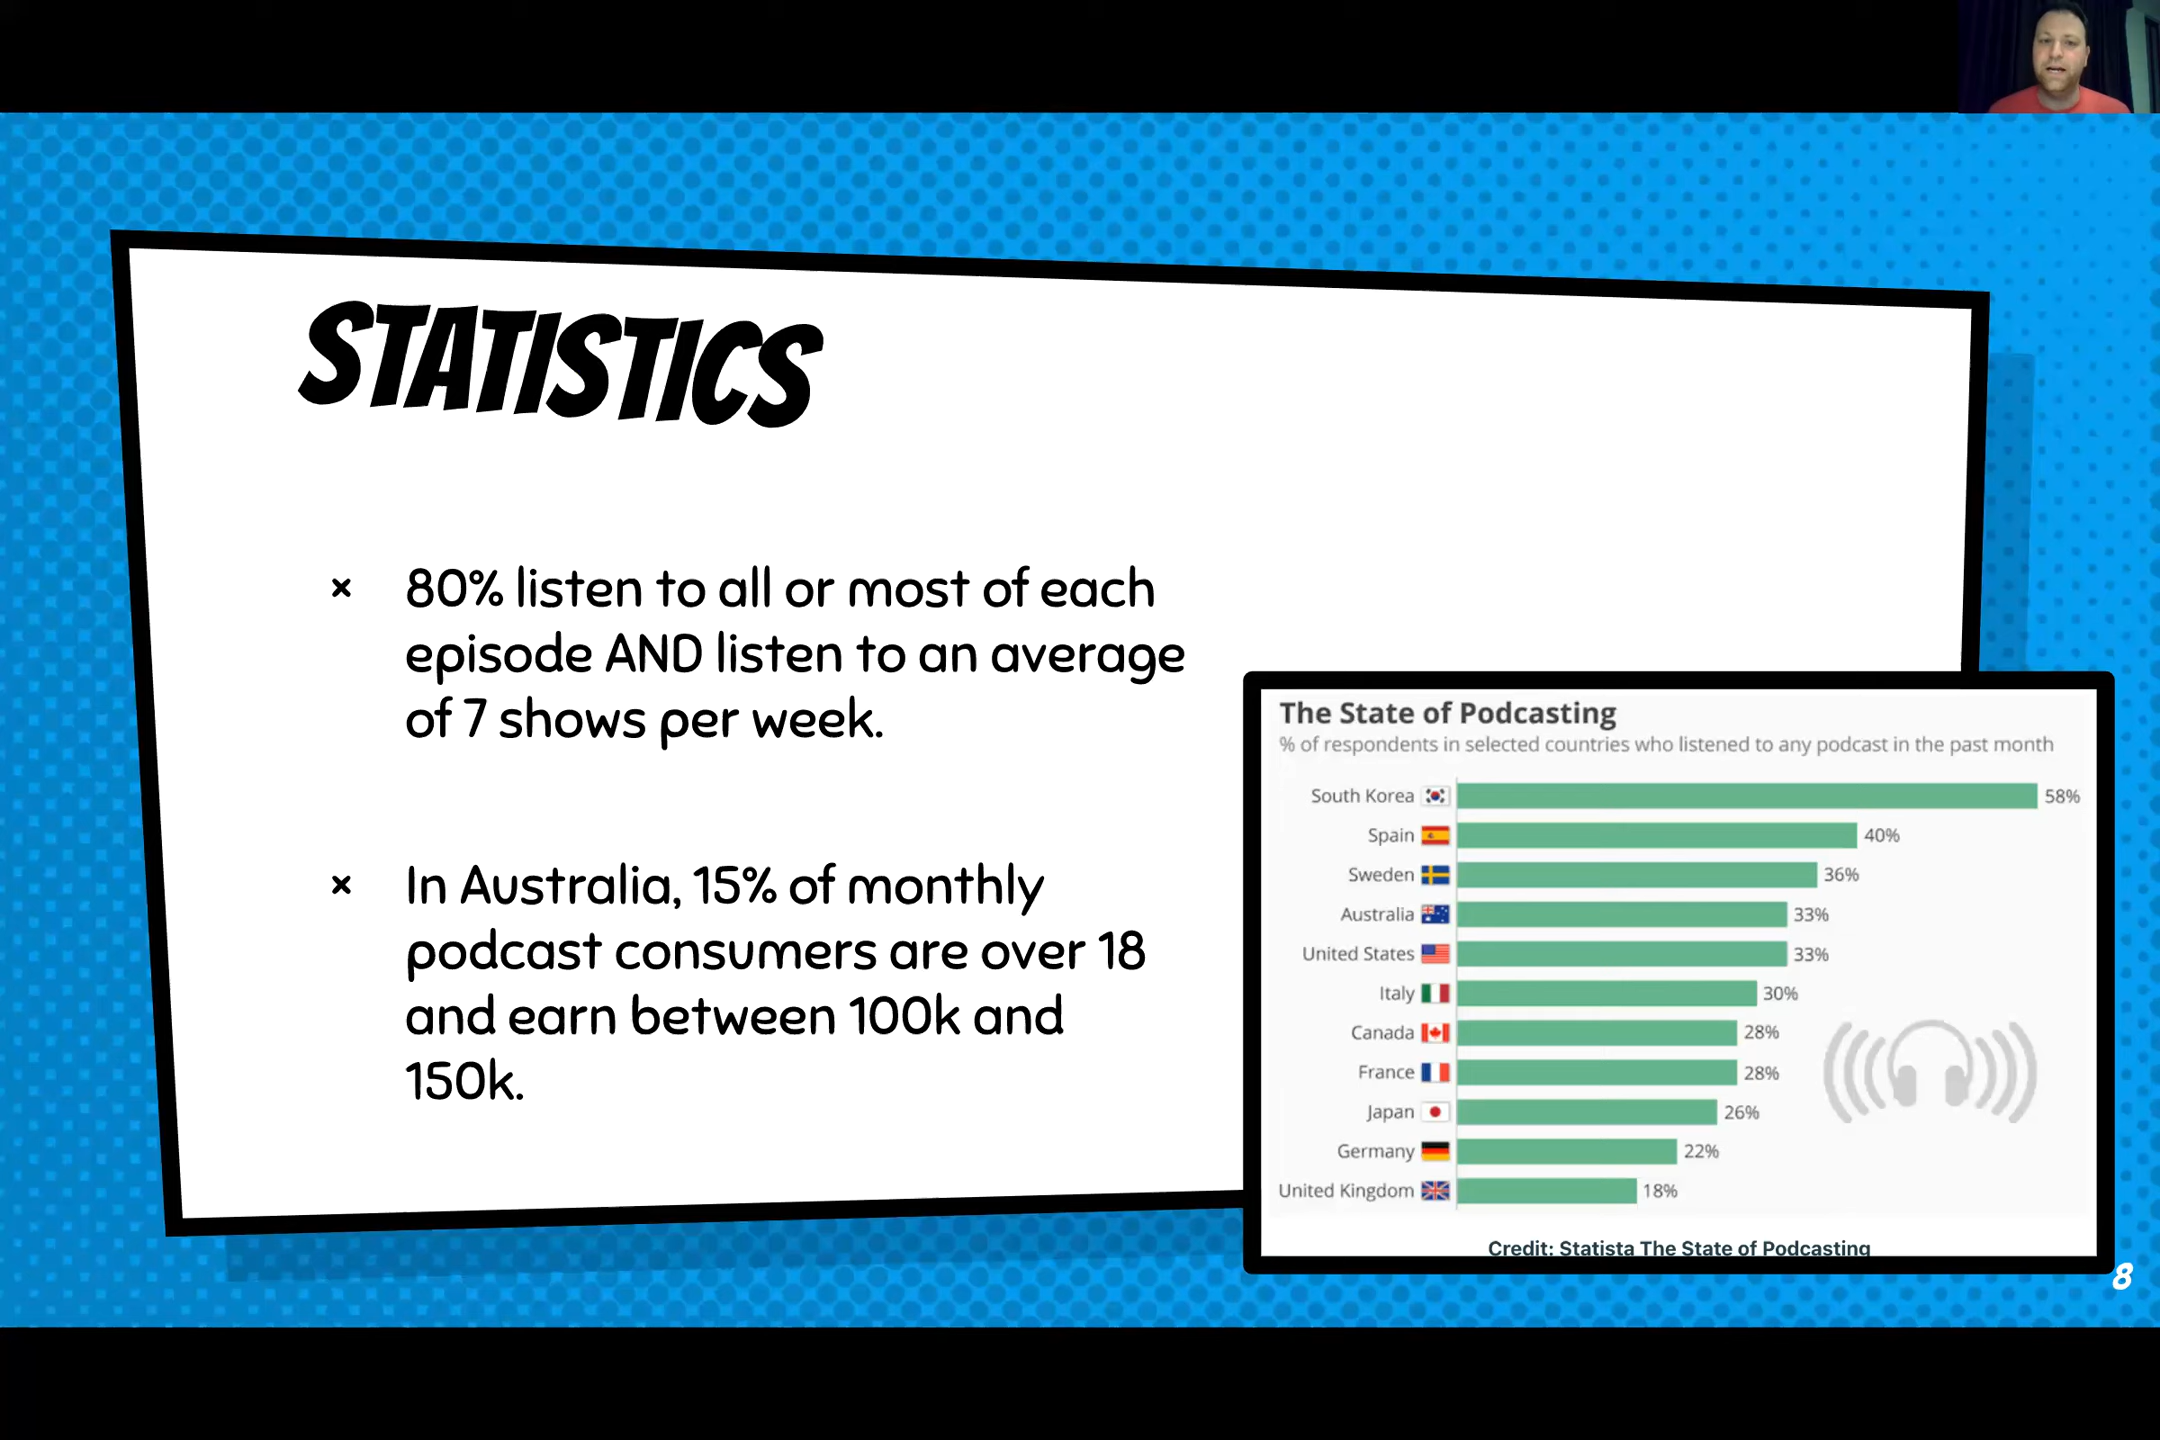 STATISTICS
× 80% listen to all or most of each
episode AND listen to an average
of 7 shows per week.
× In Australia, 15% of monthly
podcast consumers are over 18
and earn between 100k and
150k.
The State of Podcasting
% of respondents in selected countries who listened to any podcast in the past month
South Korea 58%
Spain 40%
Sweden 36%
Australia 33%
United States 33%
Italy 30%
Canada 28%
France 28%
Japan 26%
Germany 22%
United Kingdom 18%
Credit: Statista The State of Podcasting
8